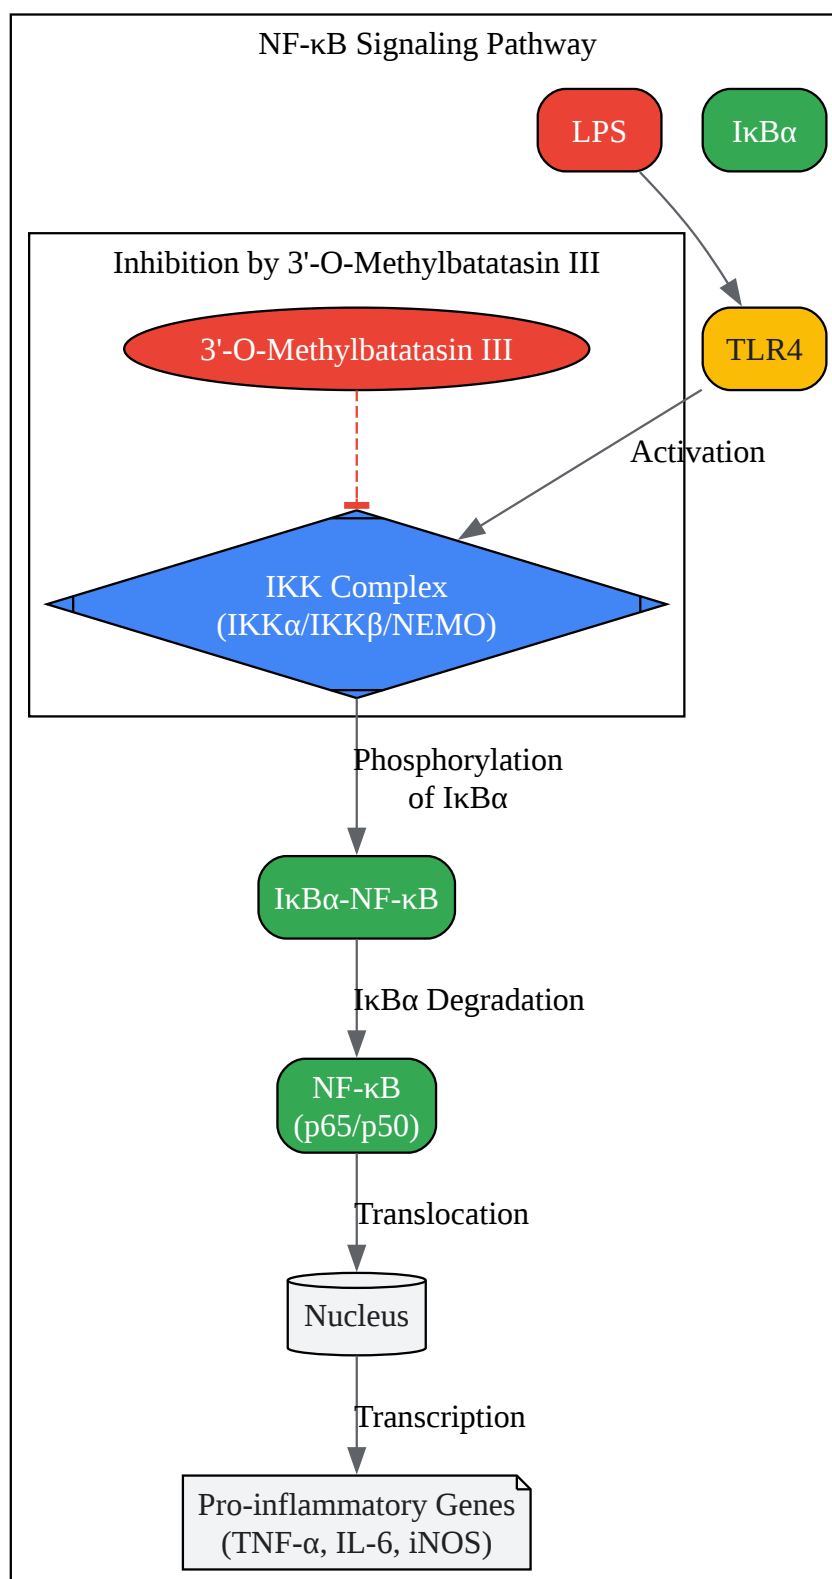 NF-κB Signaling Pathway
LPS
IκBα
Inhibition by 3'-O-Methylbatatasin III
3'-O-Methylbatatasin III
TLR4
Activation
IKK Complex
(IKKα/IKKβ/NEMO)
Phosphorylation
of IκBα
IκBα-NF-κB
IκBα Degradation
NF-κB
(p65/p50)
Translocation
Nucleus
Transcription
Pro-inflammatory Genes
(TNF-α, IL-6, iNOS)